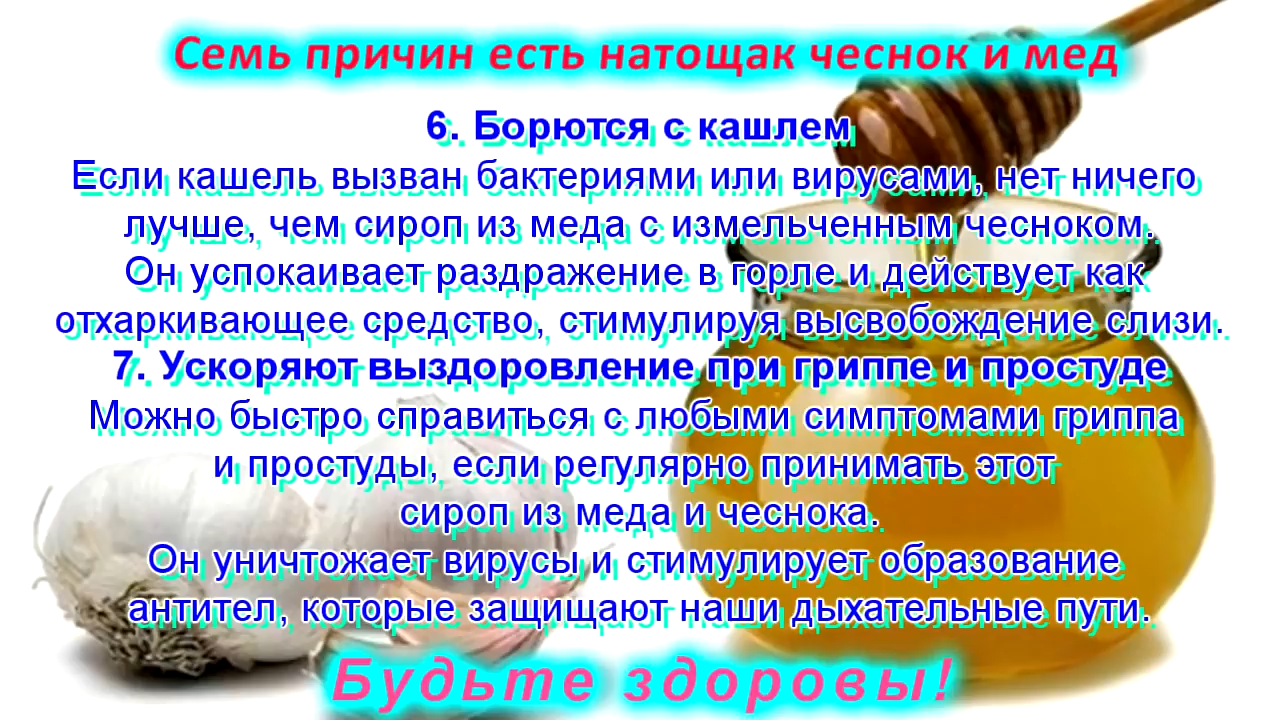 Семь причин есть натощак чеснок и мед
6. Борются с кашлем
Если кашель вызван бактериями или вирусами, нет ничего
лучше, чем сироп из меда с измельченным чесноком.
Он успокаивает раздражение в горле и действует как
отхаркивающее средство, стимулируя высвобождение слизи.
7. Ускоряют выздоровление при гриппе и простуде
Можно быстро справиться с любыми симптомами гриппа
и простуды, если регулярно принимать этот
сироп из меда и чеснока.
Он уничтожает вирусы и стимулирует образование
антител, которые защищают наши дыхательные пути.
Будьте здоровы!